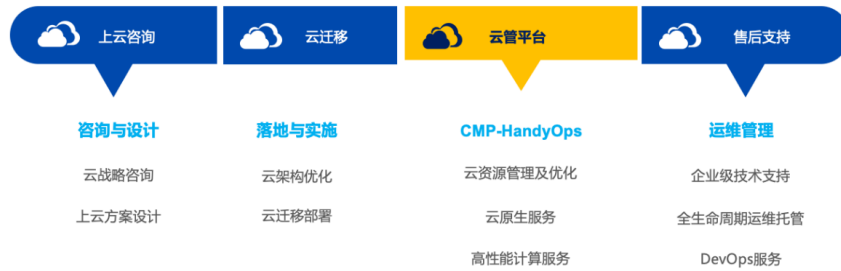 上云咨询
云迁移
云管平台
售后支持
咨询与设计
落地与实施
CMP-HandyOps
运维管理
云战略咨询
云架构优化
云资源管理及优化
企业级技术支持
上云方案设计
云迁移部署
云原生服务
全生命周期运维托管
高性能计算服务
DevOps服务